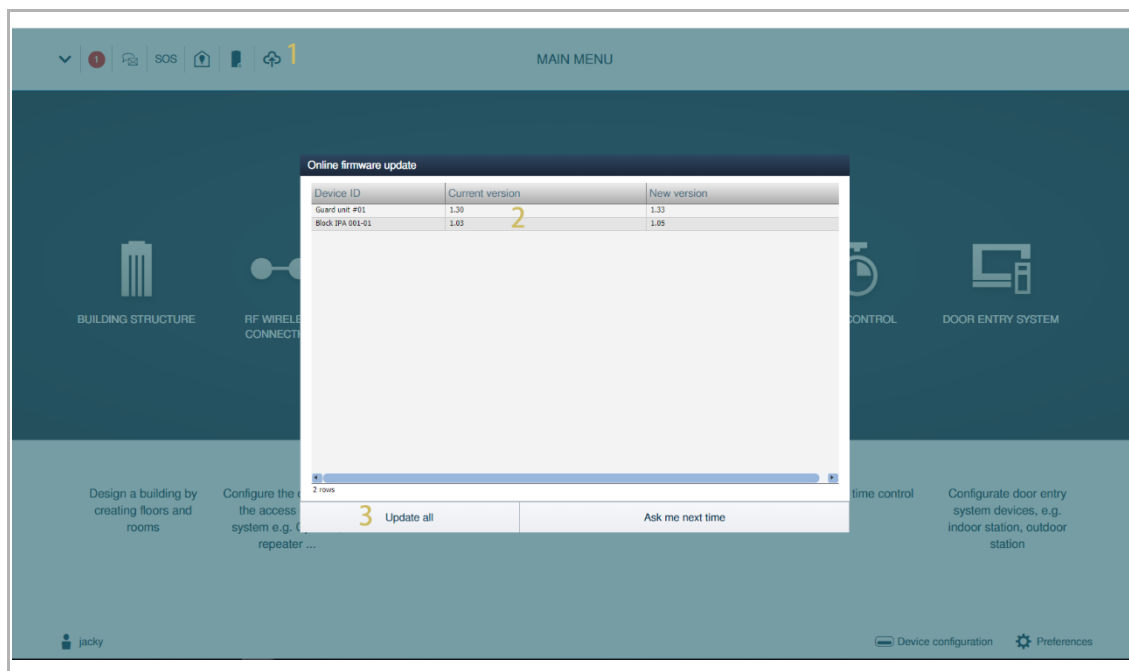 1
SOS
1
MAIN MENU
Online firmware update
Device ID Current version New version
Guard unit #01 1.30 1.33
Block IPA 001-01 1.03 1.05
2
BUILDING STRUCTURE
RF WIRELE
CONNECTI
CONTROL
DOOR ENTRY SYSTEM
2 rows
3 Update all
Ask me next time
Design a building by
creating floors and
rooms
Configure the
the access
system e.g.
repeater ...
time control
Configurate door entry
system devices, e.g.
indoor station, outdoor
station
jacky
Device configuration
Preferences